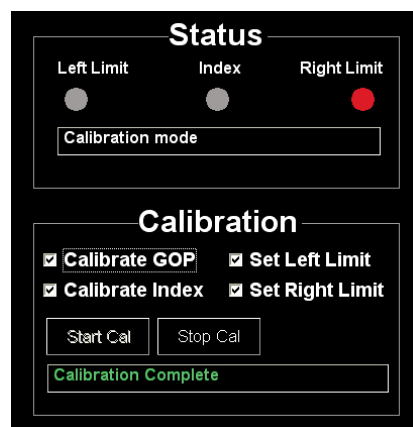 Status
Left Limit Index Right Limit
Calibration mode
Calibration
Calibrate GOP Set Left Limit
Calibrate Index Set Right Limit
Start Cal Stop Cal
Calibration Complete